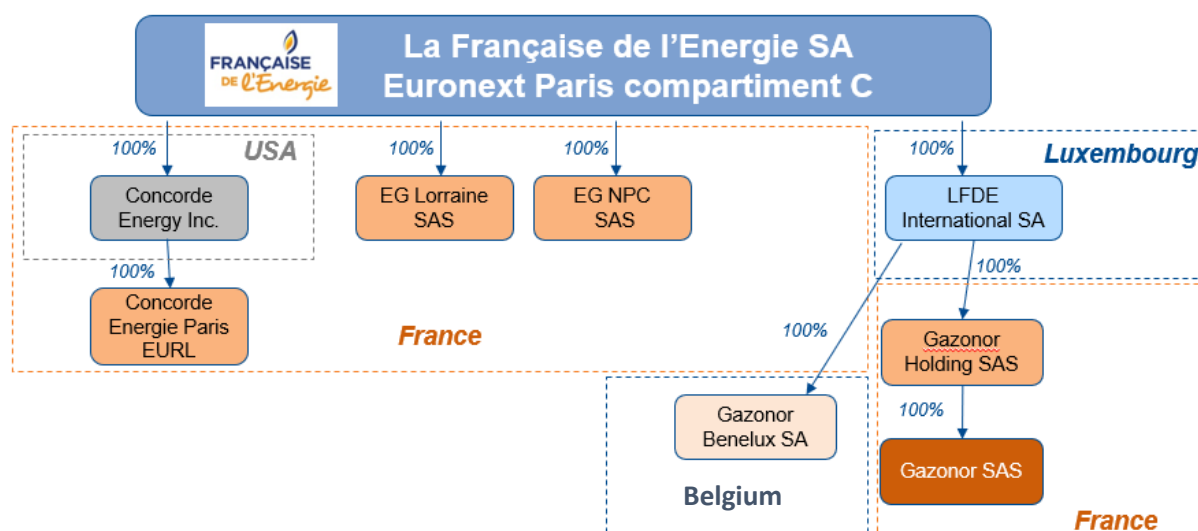 FRANÇAISE
DE l'Energie
La Française de l'Energie SA
Euronext Paris compartiment C
100%
USA
100%
100%
100%
Luxembourg
Concorde
Energy Inc.
EG Lorraine
SAS
EG NPC
SAS
LFDE
International SA
100%
100%
Concorde
Energie Paris
EURL
France
100%
Gazonor
Holding SAS
Gazonor
Benelux SA
100%
Gazonor SAS
Belgium
France